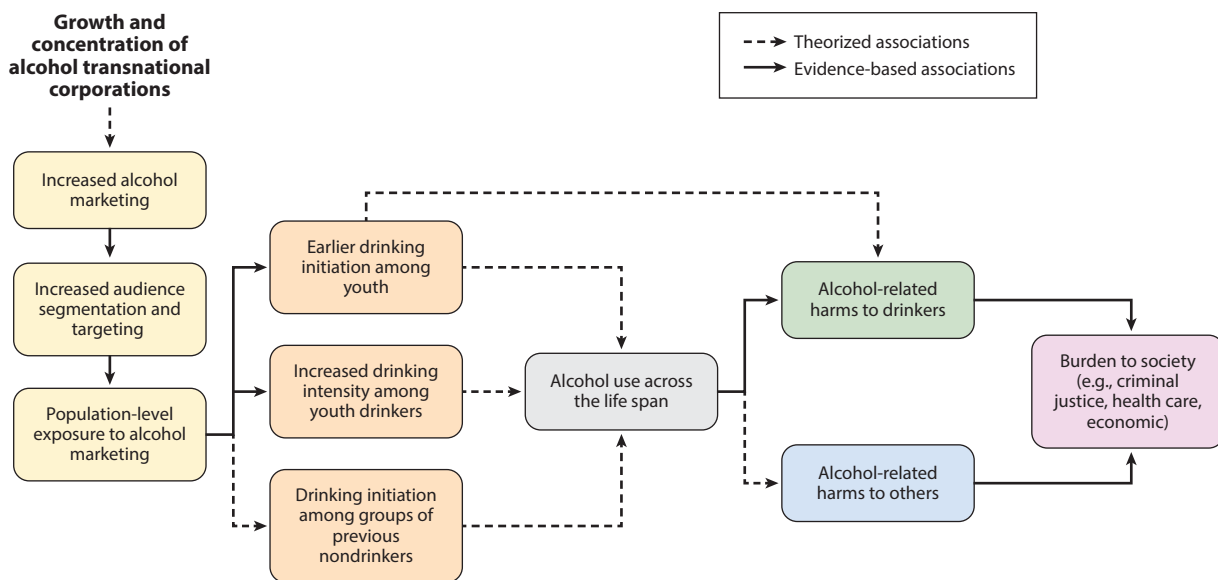 Growth and
concentration of
alcohol transnational
corporations
Theorized associations
Evidence-based associations
Increased alcohol
marketing
Increased audience
segmentation and
targeting
Population-level
exposure to alcohol
marketing
Earlier drinking
initiation among
youth
Increased drinking
intensity among
youth drinkers
Drinking initiation
among groups of
previous nondrinkers
Alcohol use across
the life span
Alcohol-related
harms to drinkers
Alcohol-related
harms to others
Burden to society
(e.g., criminal
justice, health care,
economic)